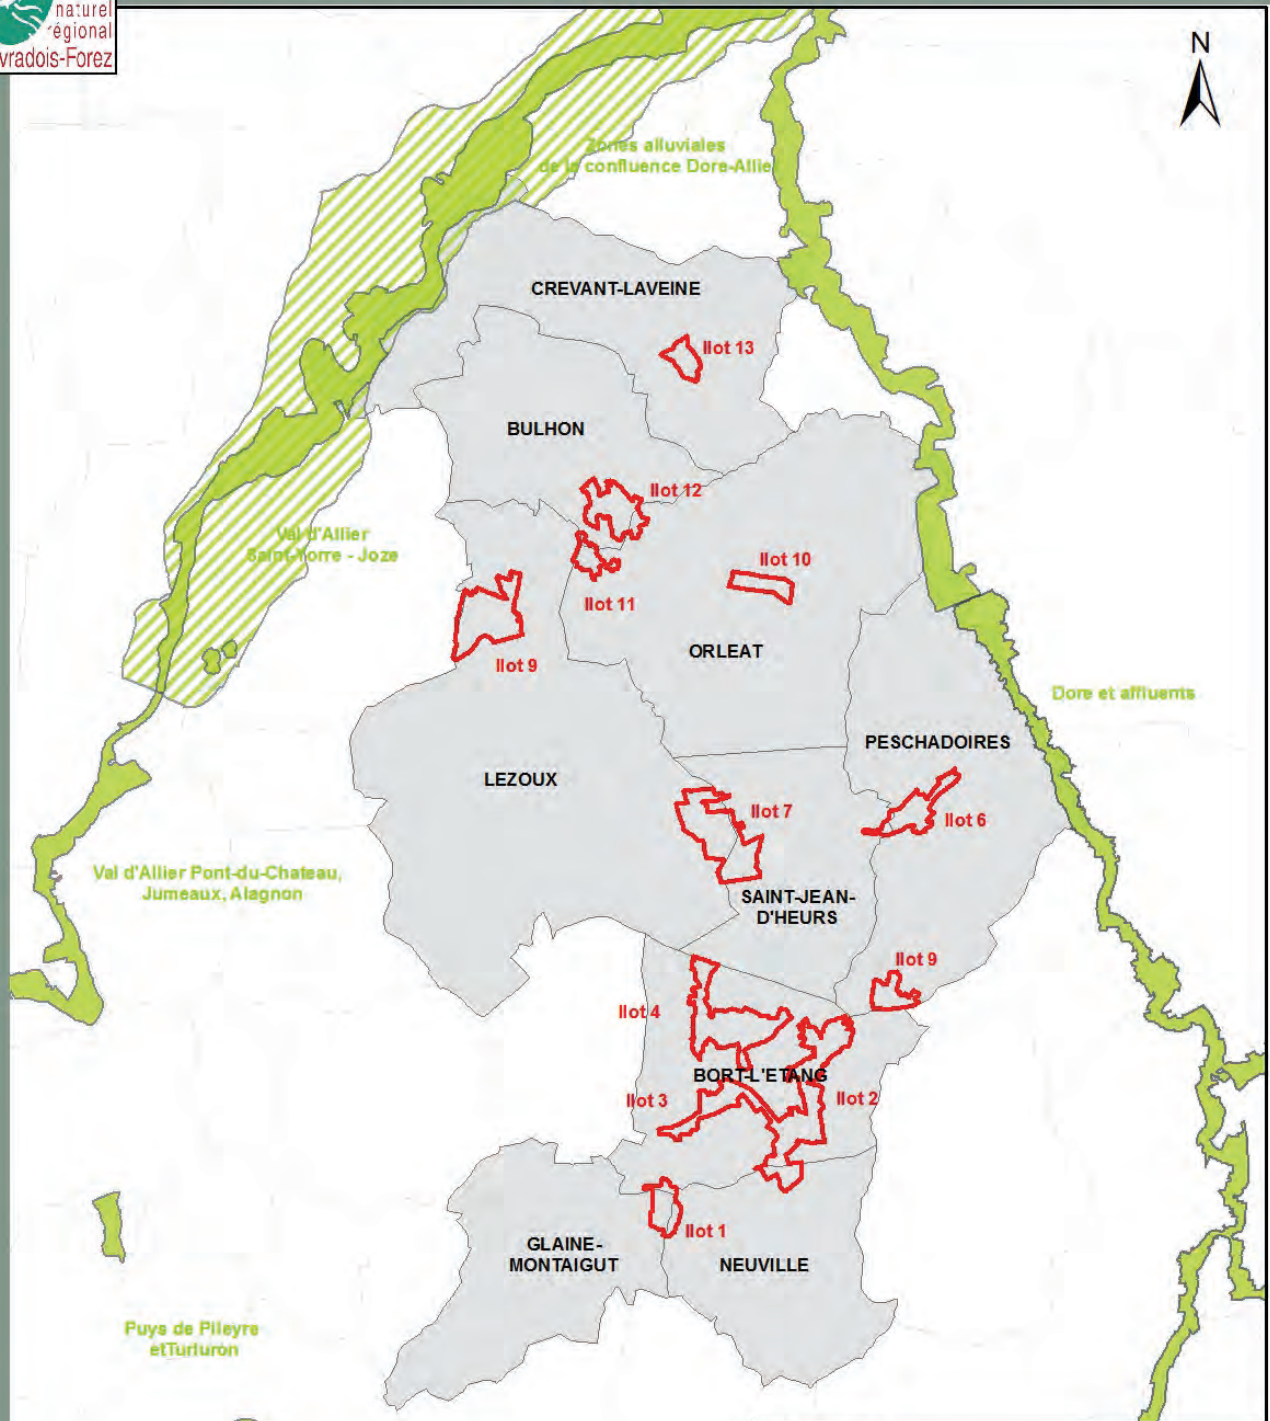 naturel
régional
vradois-Forez
N
Zones alluviales
de la confluence Dore-Allier
CREVANT-LAVEINE
Ilot 13
BULHON
Ilot 12
Val d'Allier
Saint-Yorre - Joze
Ilot 10
Ilot 11
ORLEAT
Ilot 9
Dore et affluents
PESCHADOIRES
LEZOUX
Ilot 7
Ilot 6
Val d'Allier Pont-du-Chateau,
Jumeaux, Alagnon
SAINT-JEAN-
D'HEURS
Ilot 9
Ilot 4
BORT-L'ETANG
Ilot 3
Ilot 2
Ilot 1
GLAINE-
MONTAIGUT
NEUVILLE
Puys de Pileyre
etTurluron